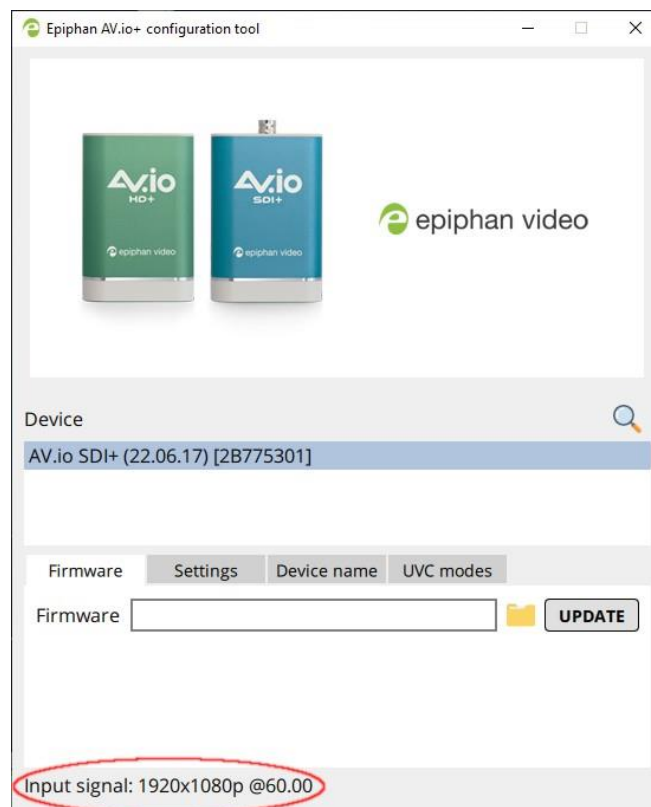 Epiphan AV.io+ configuration tool
AV.io
HD+
epiphan video
AV.io
SDI+
epiphan video
epiphan video
Device
AV.io SDI+ (22.06.17) [2B775301]
Firmware Settings Device name UVC modes
Firmware UPDATE
Input signal: 1920x1080p @60.00